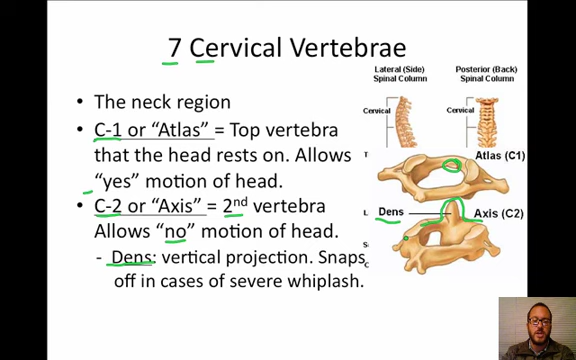 7 Cervical Vertebrae
Lateral (Side)
Spinal Column
Posterior (Back)
Spinal Column
• The neck region
Cervical
Cervical
• C-1 or “Atlas” = Top vertebra
that the head rests on. Allows
“yes” motion of head.
T
Atlas (C1)
• C-2 or “Axis” = 2nd vertebra
Allows “no” motion of head.
L
Dens
Axis (C2)
- Dens: vertical projection. Snaps
off in cases of severe whiplash.
S
C